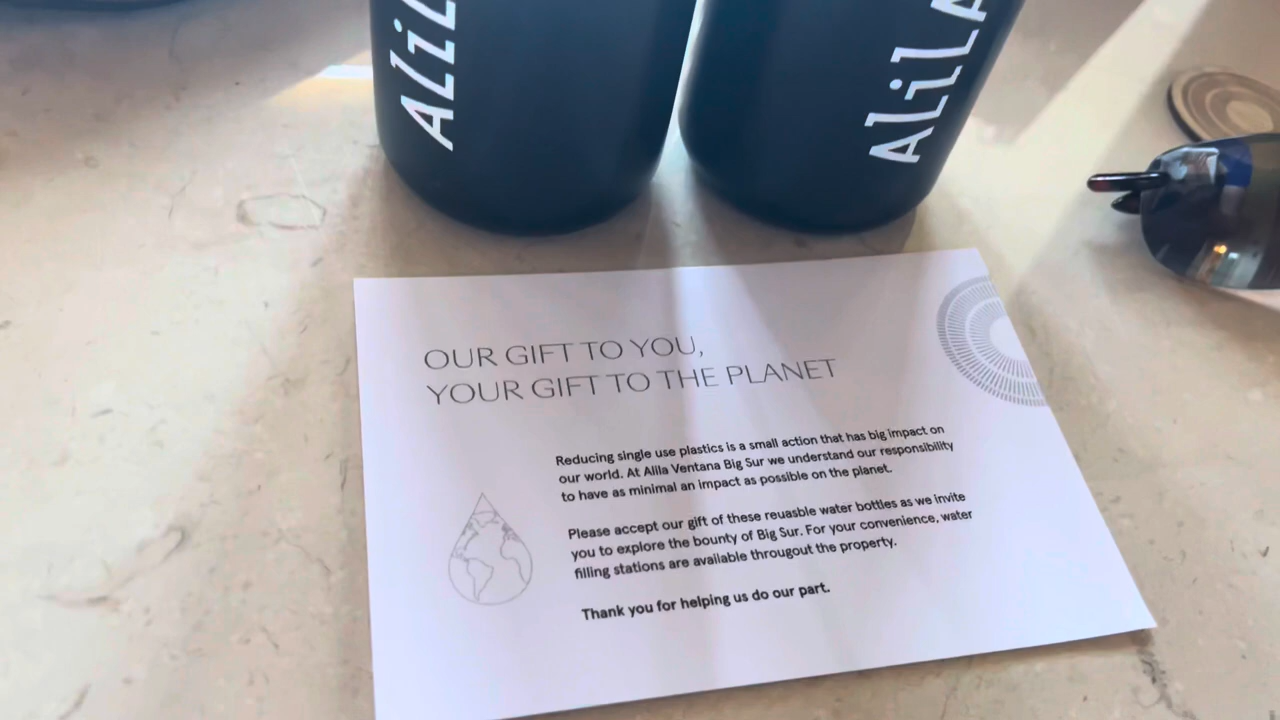 ALiL
ALiLA
OUR GIFT TO YOU,
YOUR GIFT TO THE PLANET
Reducing single use plastics is a small action that has big impact on
our world. At Alila Ventana Big Sur we understand our responsibility
to have as minimal an impact as possible on the planet.
Please accept our gift of these reuasble water bottles as we invite
you to explore the bounty of Big Sur. For your convenience, water
filling stations are available througout the property.
Thank you for helping us do our part.